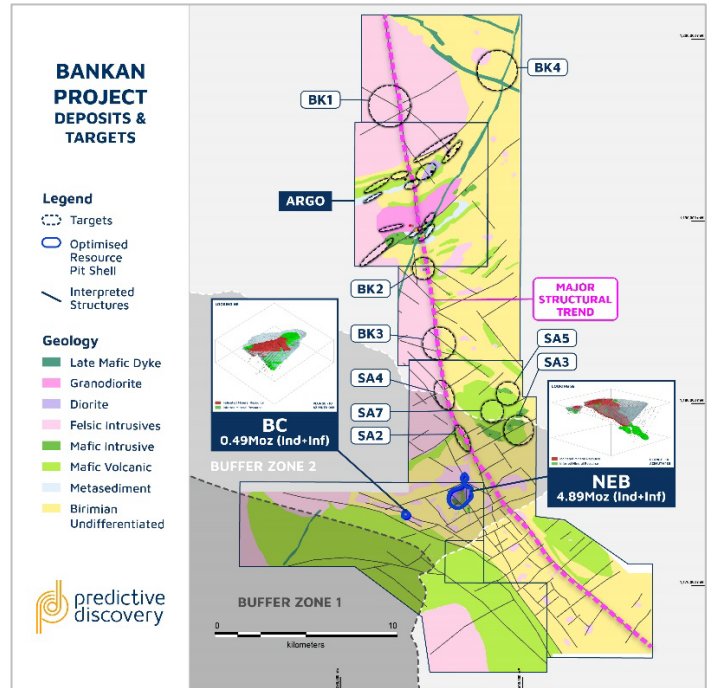 BANKAN
PROJECT
DEPOSITS &
TARGETS
Legend
Targets
Optimised
Resource
Pit Shell
Interpreted
Structures
Geology
Late Mafic Dyke
Granodiorite
Diorite
Felsic Intrusives
Mafic Intrusive
Mafic Volcanic
Metasediment
Birimian
Undifferentiated
predictive
discovery
BK4
BK1
ARGO
BK2
MAJOR
STRUCTURAL
TREND
BK3
SA5
SA4
SA3
SA7
SA2
BC
0.49Moz (Ind+Inf)
NEB
4.89Moz (Ind+Inf)
BUFFER ZONE 2
BUFFER ZONE 1
0 10
kilometers